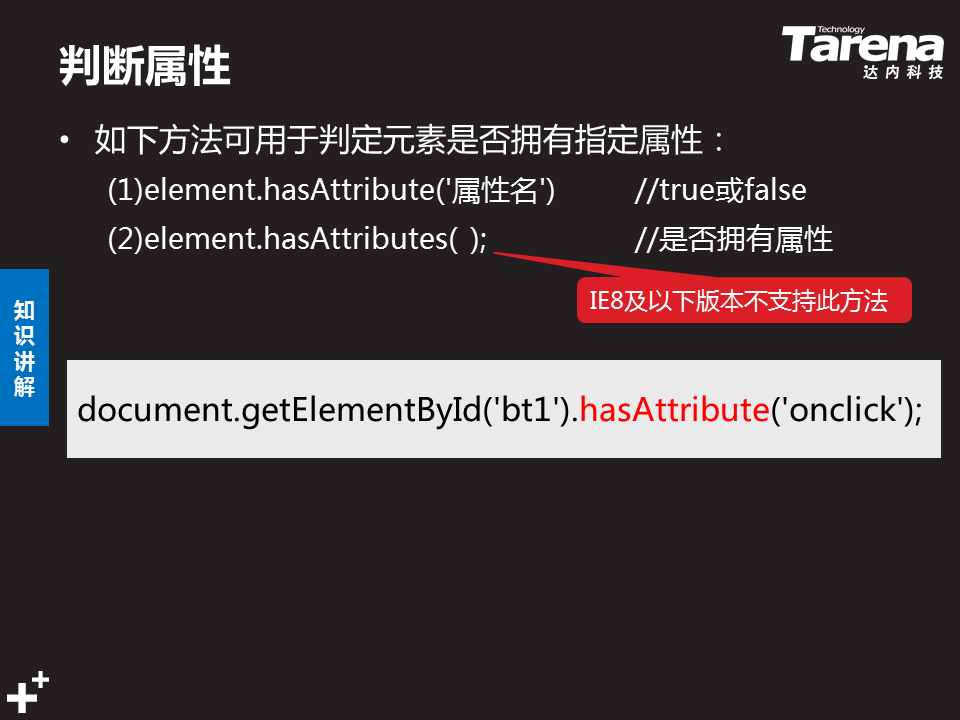 Technology
Tarena
达内科技
判断属性
• 如下方法可用于判定元素是否拥有指定属性：
(1)element.hasAttribute('属性名') //true或false
(2)element.hasAttributes( ); //是否拥有属性
IE8及以下版本不支持此方法
知识讲解
document.getElementById('bt1').hasAttribute('onclick');